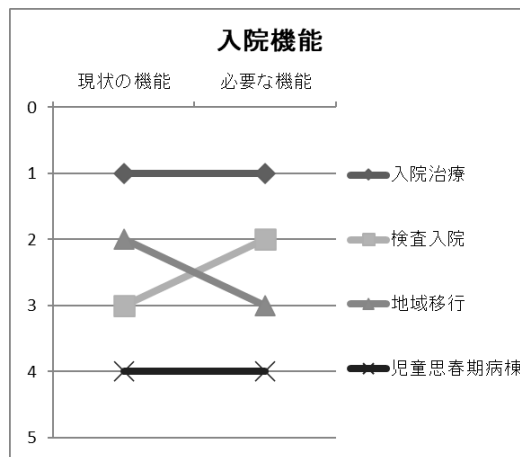 入院機能
現状の機能
必要な機能
0
1
2
3
4
5
入院治療
検査入院
地域移行
児童思春期病棟